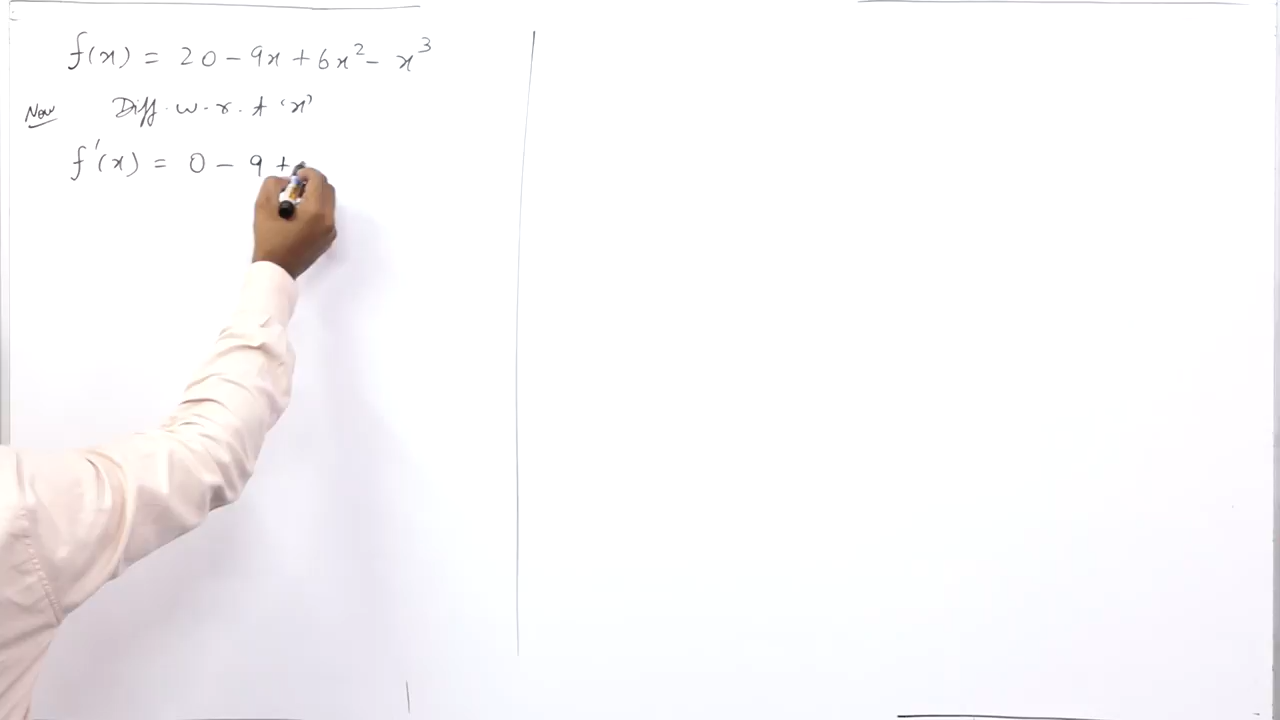 f(x) = 20 - 9x + 6x² - x³
Now Diff. w. r. t 'x'
f'(x) = 0 - 9 +